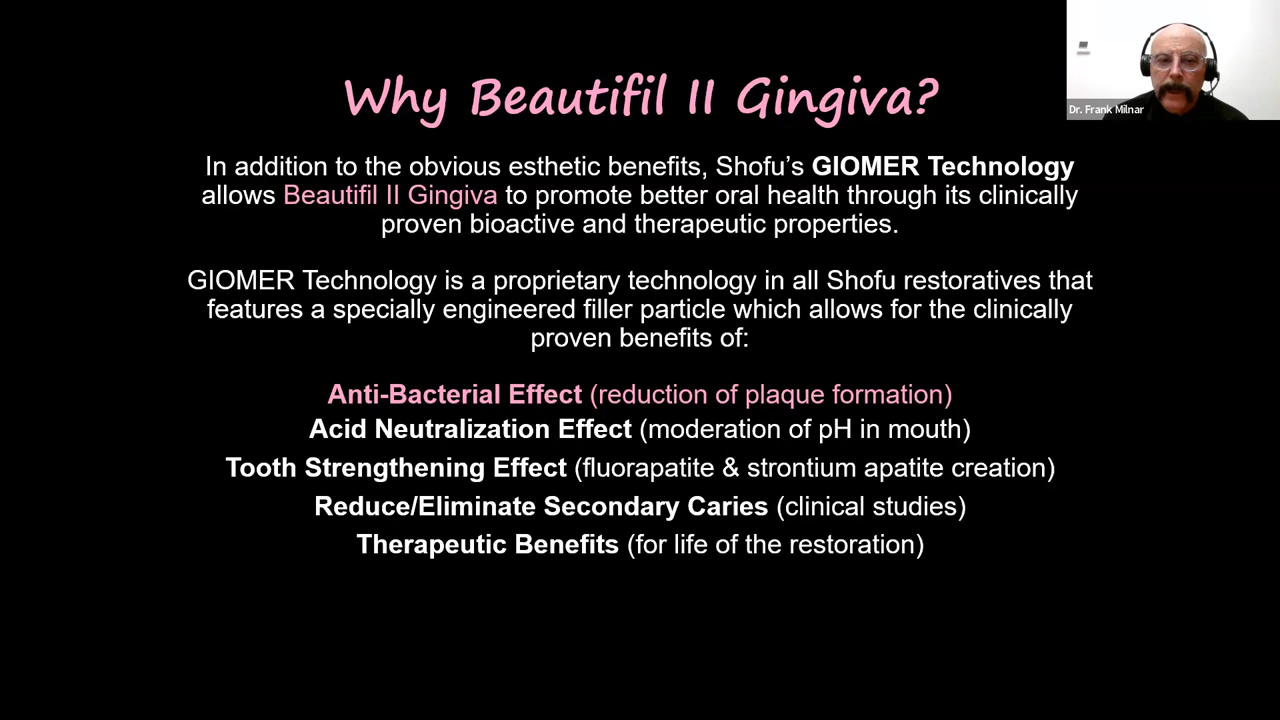 Why Beautifil II Gingiva?
Dr. Frank Milnar
In addition to the obvious esthetic benefits, Shofu’s GIOMER Technology
allows Beautifil II Gingiva to promote better oral health through its clinically
proven bioactive and therapeutic properties.
GIOMER Technology is a proprietary technology in all Shofu restoratives that
features a specially engineered filler particle which allows for the clinically
proven benefits of:
Anti-Bacterial Effect (reduction of plaque formation)
Acid Neutralization Effect (moderation of pH in mouth)
Tooth Strengthening Effect (fluorapatite & strontium apatite creation)
Reduce/Eliminate Secondary Caries (clinical studies)
Therapeutic Benefits (for life of the restoration)